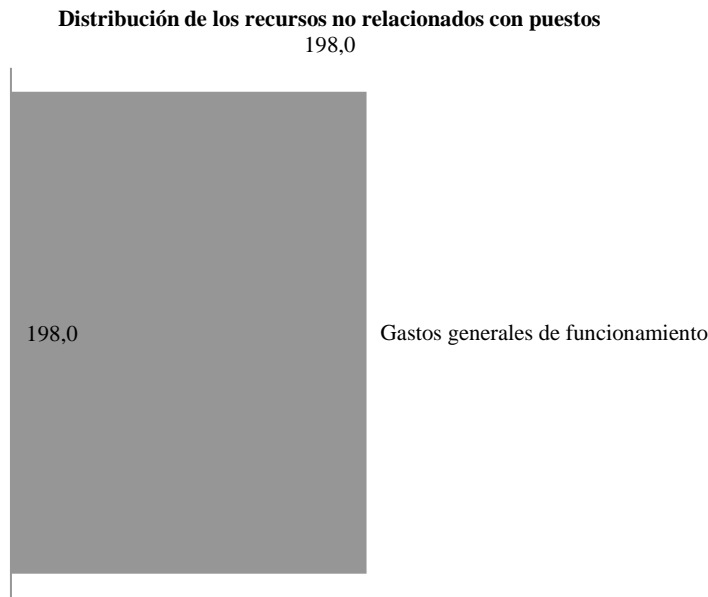 Distribución de los recursos no relacionados con puestos
198,0
198,0
Gastos generales de funcionamiento